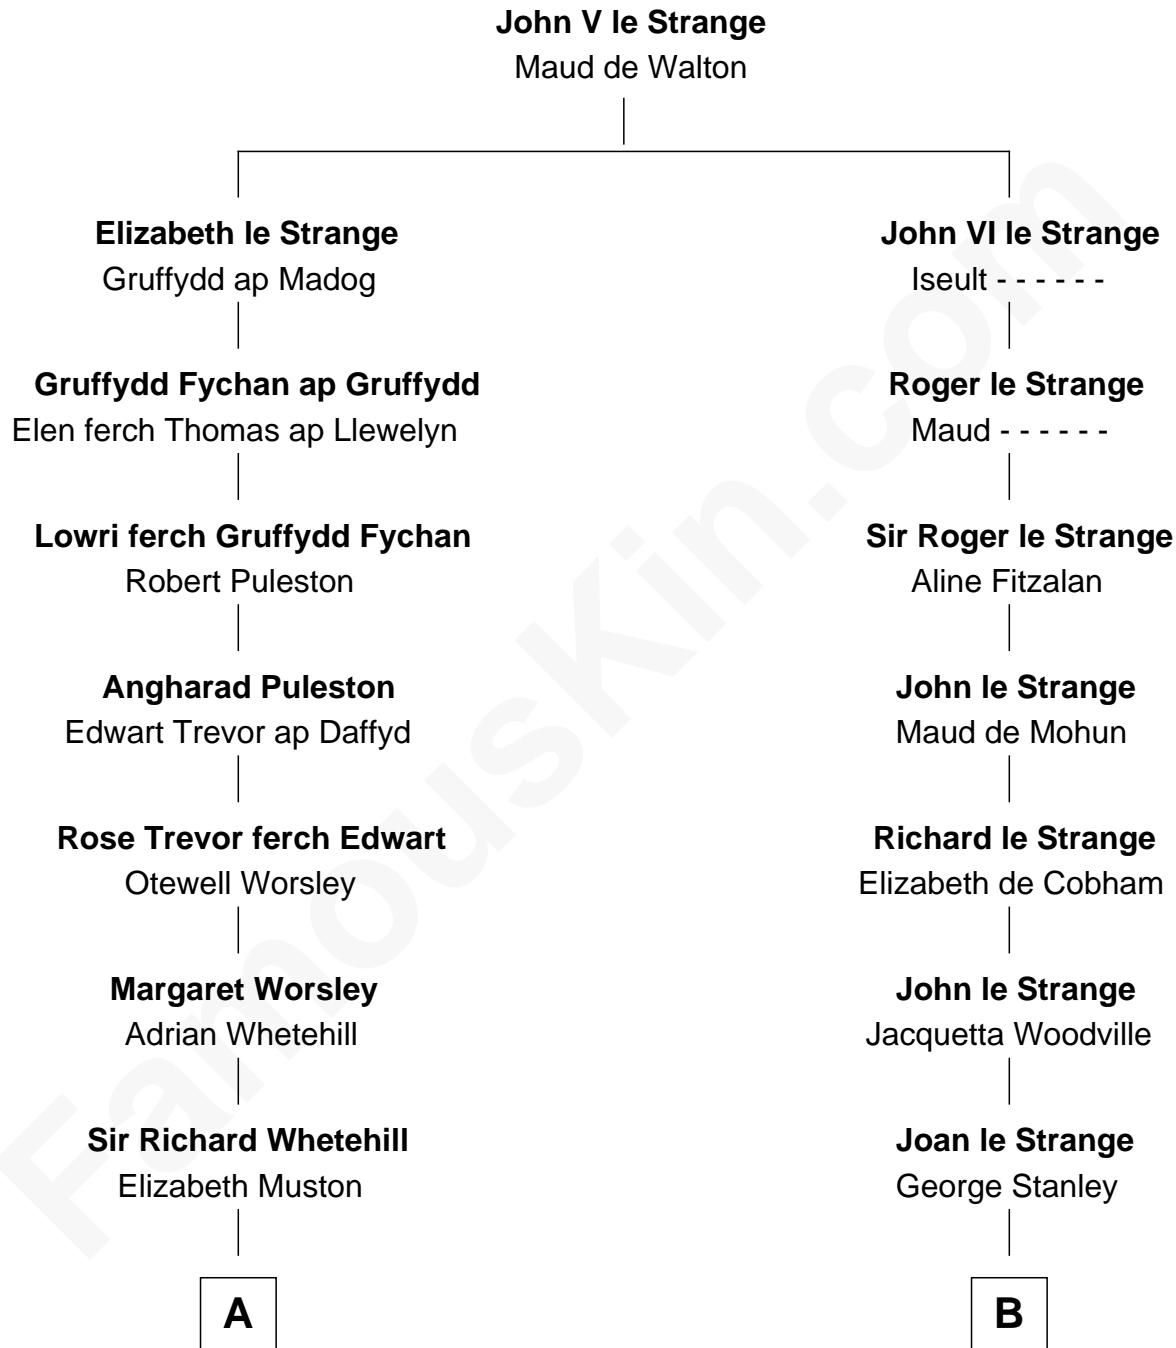 John V le Strange
Maud de Walton
Elizabeth le Strange
Gruffydd ap Madog
Gruffydd Fychan ap Gruffydd
Elen ferch Thomas ap Llewelyn
Lowri ferch Gruffydd Fychan
Robert Puleston
Angharad Puleston
Edwart Trevor ap Daffyd
Rose Trevor ferch Edwart
Otewell Worsley
Margaret Worsley
Adrian Whetehill
Sir Richard Whetehill
Elizabeth Muston
A
John VI le Strange
Iseult - - - - - -
Roger le Strange
Maud - - - - - -
Sir Roger le Strange
Aline Fitzalan
John le Strange
Maud de Mohun
Richard le Strange
Elizabeth de Cobham
John le Strange
Jacquetta Woodville
Joan le Strange
George Stanley
B
FamousKin.com